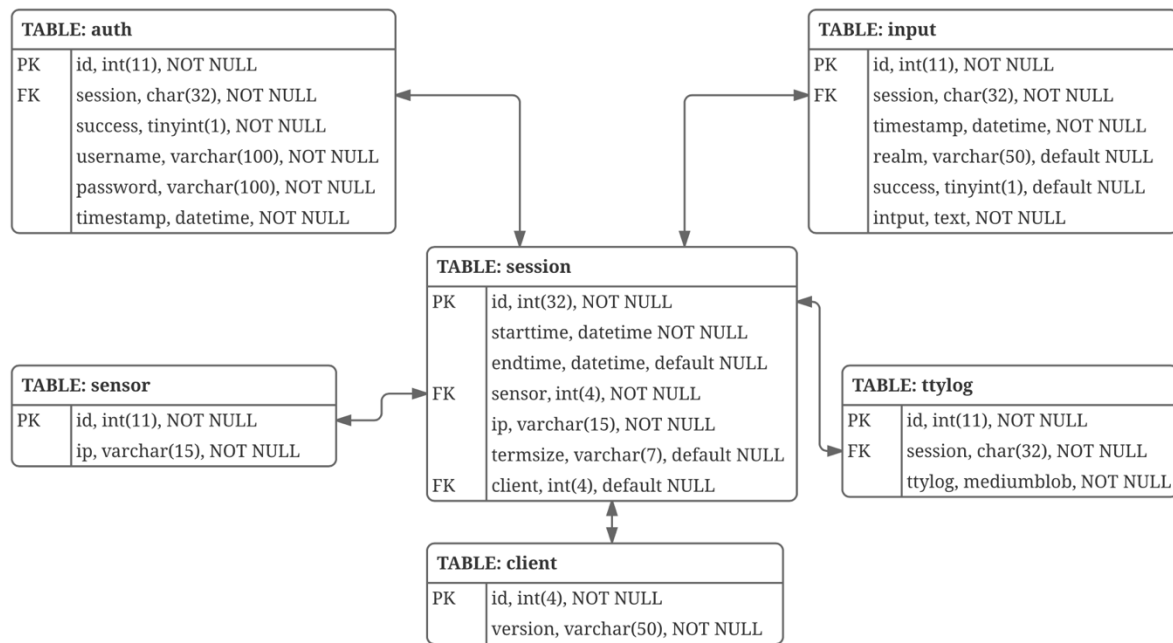 TABLE: auth
PK id, int(11), NOT NULL
FK session, char(32), NOT NULL
success, tinyint(1), NOT NULL
username, varchar(100), NOT NULL
password, varchar(100), NOT NULL
timestamp, datetime, NOT NULL
TABLE: input
PK id, int(11), NOT NULL
FK session, char(32), NOT NULL
timestamp, datetime, NOT NULL
realm, varchar(50), default NULL
success, tinyint(1), default NULL
intput, text, NOT NULL
TABLE: session
PK id, int(32), NOT NULL
starttime, datetime NOT NULL
endtime, datetime, default NULL
FK sensor, int(4), NOT NULL
ip, varchar(15), NOT NULL
termsize, varchar(7), default NULL
FK client, int(4), default NULL
TABLE: sensor
PK id, int(11), NOT NULL
ip, varchar(15), NOT NULL
TABLE: ttylog
PK id, int(11), NOT NULL
FK session, char(32), NOT NULL
ttylog, mediumblob, NOT NULL
TABLE: client
PK id, int(4), NOT NULL
version, varchar(50), NOT NULL